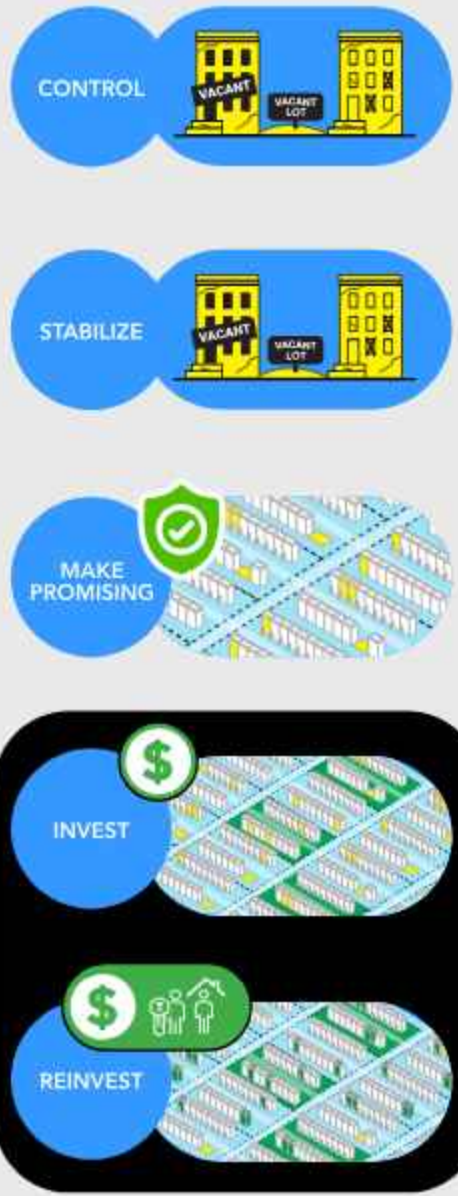 CONTROL
VACANT
VACANT
LOT
STABILIZE
VACANT
VACANT
LOT
MAKE
PROMISING
$
INVEST
$
REINVEST